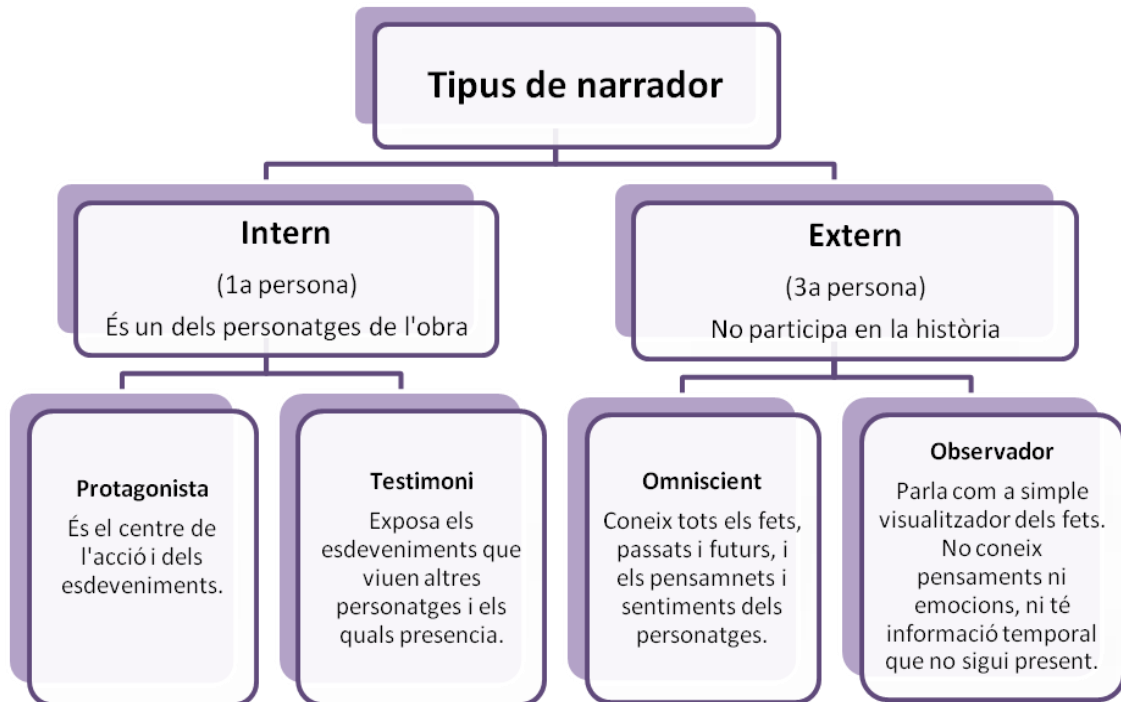 Tipus de narrador
Intern
(1a persona)
És un dels personatges de l'obra
Extern
(3a persona)
No participa en la història
Protagonista
És el centre de
l'acció i dels
esdeveniments.
Testimoni
Exposa els
esdeveniments que
viuen altres
personatges i els
quals presencia.
Omniscient
Coneix tots els fets,
passats i futurs, i
els pensamnets i
sentiments dels
personatges.
Observador
Parla com a simple
visualitzador dels fets.
No coneix
pensaments ni
emocions, ni té
informació temporal
que no sigui present.